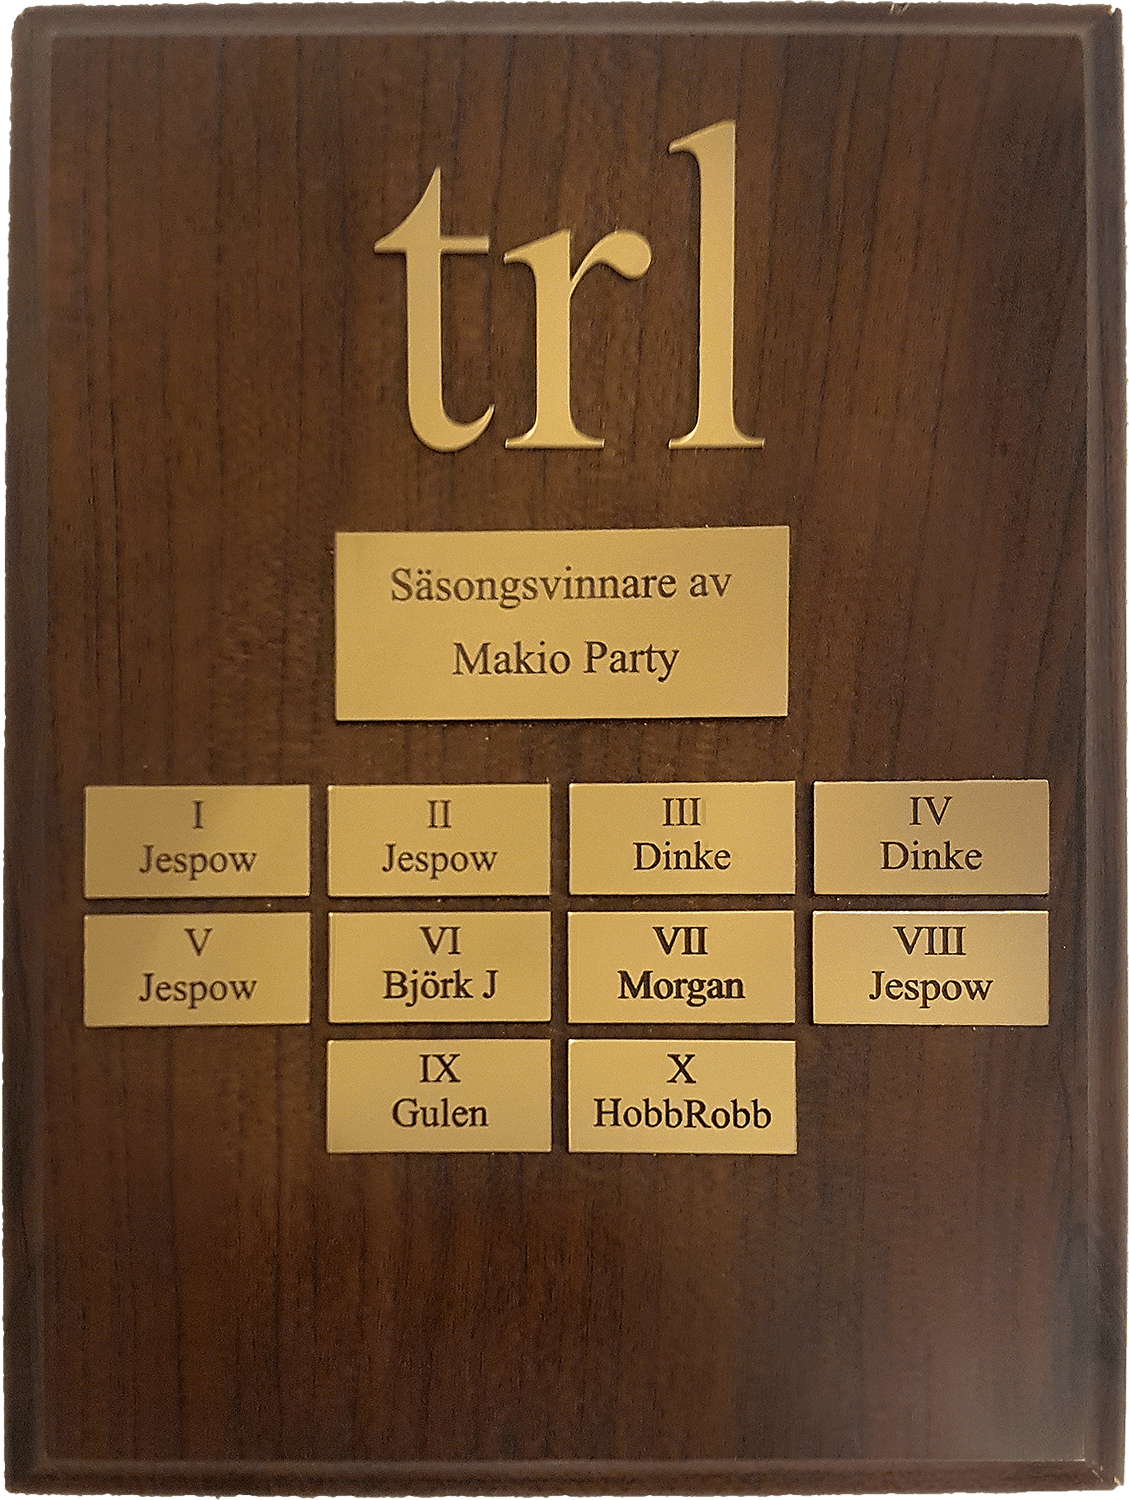 trl
Säsongsvinnare av
Makio Party
I
Jespow
II
Jespow
III
Dinke
IV
Dinke
V
Jespow
VI
Björk J
VII
Morgan
VIII
Jespow
IX
Gulen
X
HobbRobb